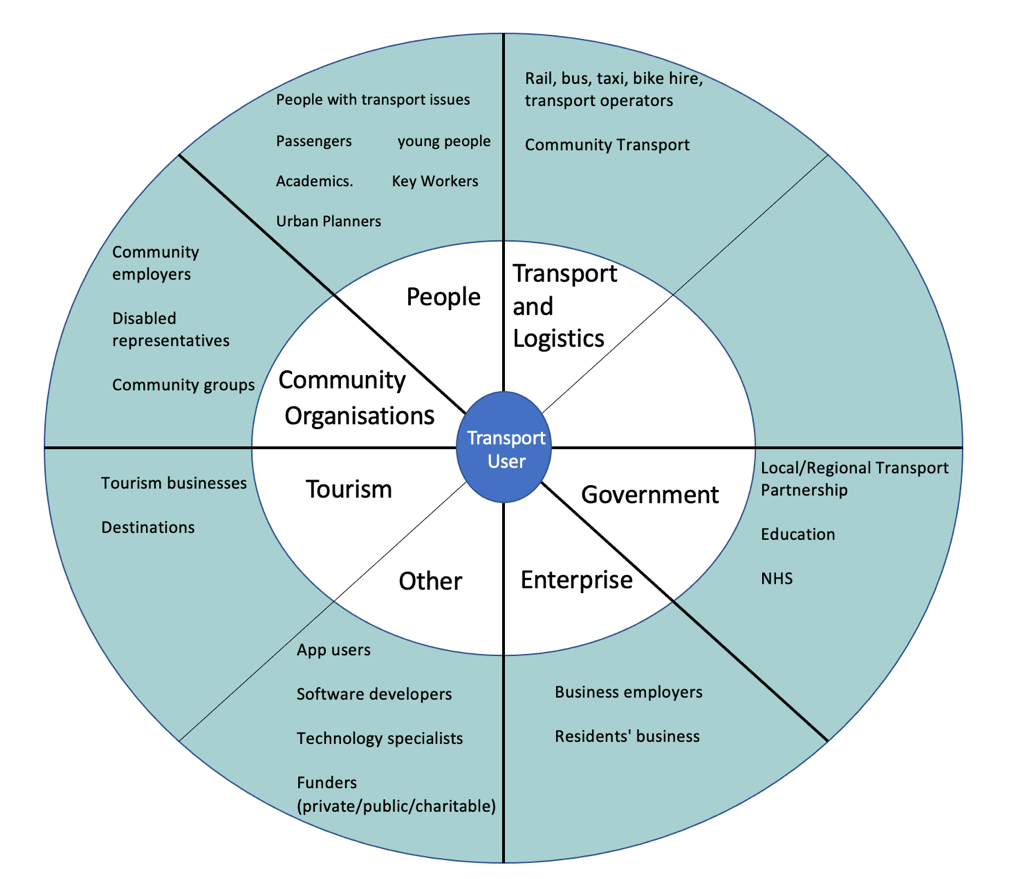 People with transport issues
Passengers young people
Academics. Key Workers
Urban Planners
Rail, bus, taxi, bike hire,
transport operators
Community Transport
Community
employers
Disabled
representatives
Community groups
People
Transport
and
Logistics
Community
Organisations
Transport
User
Tourism
Government
Other
Enterprise
Tourism businesses
Destinations
Local/Regional Transport
Partnership
Education
NHS
App users
Software developers
Technology specialists
Funders
(private/public/charitable)
Business employers
Residents' business